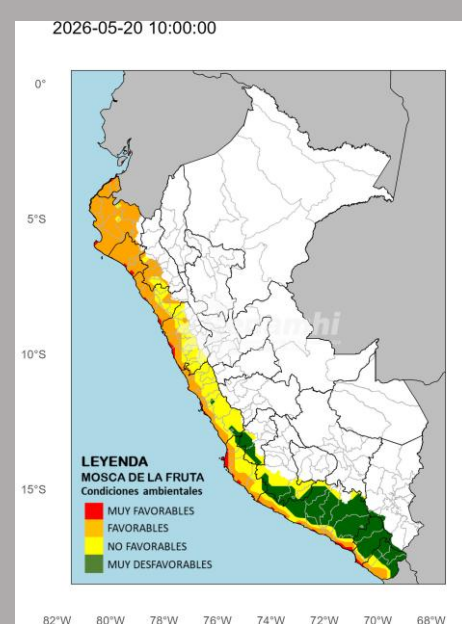 2026-05-20 10:00:00
0°
5°S
10°S
15°S
senamhi
LEYENDA
MOSCA DE LA FRUTA
Condiciones ambientales
MUY FAVORABLES
FAVORABLES
NO FAVORABLES
MUY DESFAVORABLES
82°W 80°W 78°W 76°W 74°W 72°W 70°W 68°W